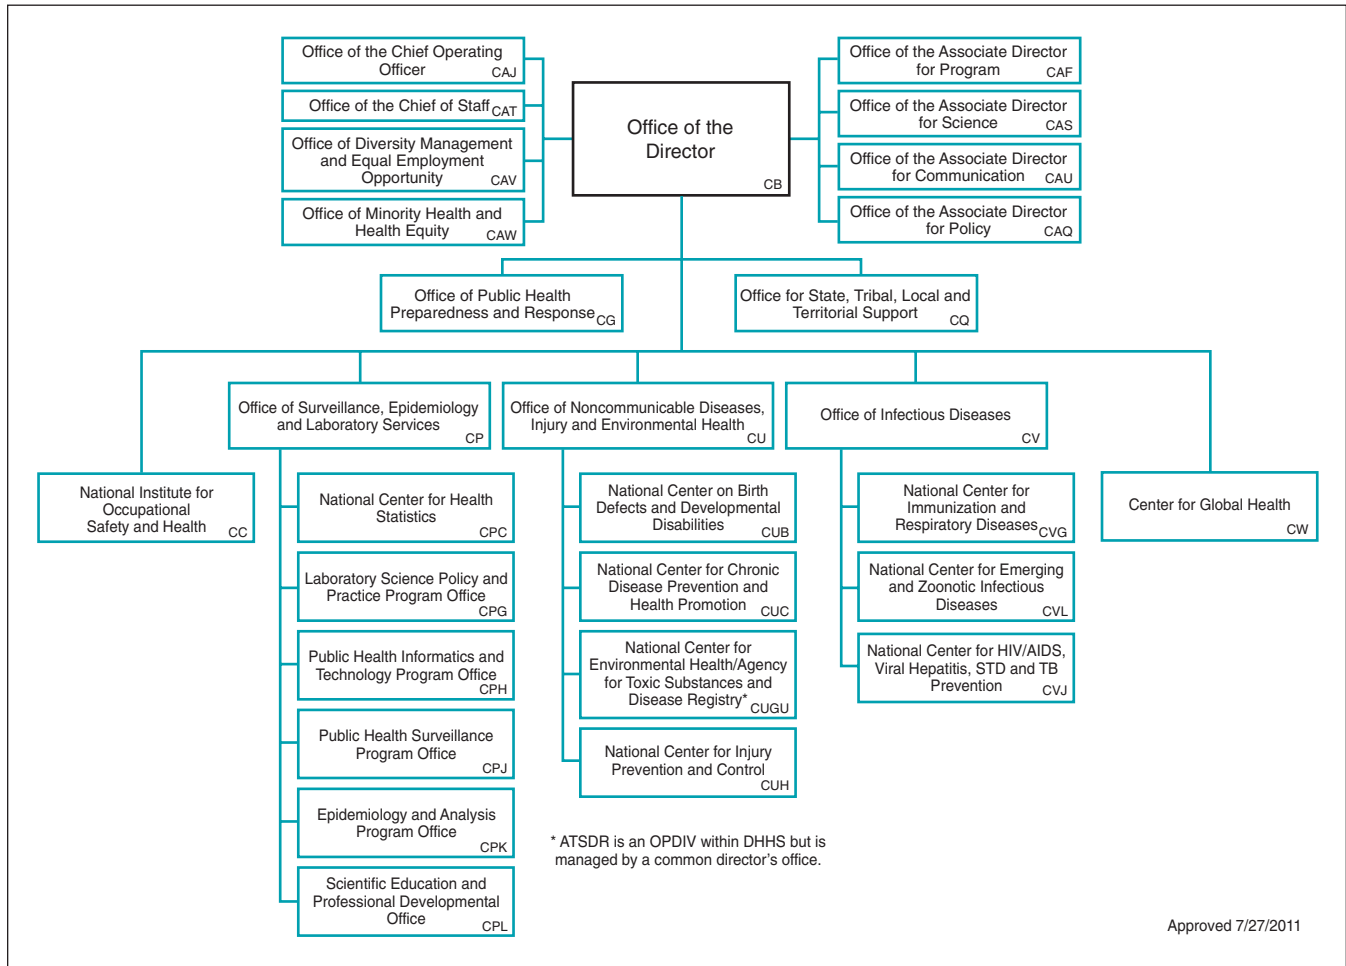 Office of the Chief Operating
Officer
CAJ
Office of the Chief of Staff
CAT
Office of Diversity Management
and Equal Employment
Opportunity
CAV
Office of Minority Health and
Health Equity
CAW
Office of the
Director
CB
Office of the Associate Director
for Program
CAF
Office of the Associate Director
for Science
CAS
Office of the Associate Director
for Communication
CAU
Office of the Associate Director
for Policy
CAQ
Office of Public Health
Preparedness and Response
CG
Office for State, Tribal, Local and
Territorial Support
CQ
National Institute for
Occupational
Safety and Health
CC
Office of Surveillance, Epidemiology
and Laboratory Services
CP
National Center for Health
Statistics
CPC
Laboratory Science Policy and
Practice Program Office
CPG
Public Health Informatics and
Technology Program Office
CPH
Public Health Surveillance
Program Office
CPJ
Epidemiology and Analysis
Program Office
CPK
Scientific Education and
Professional Developmental
Office
CPL
Office of Noncommunicable Diseases,
Injury and Environmental Health
CU
National Center on Birth
Defects and Developmental
Disabilities
CUB
National Center for Chronic
Disease Prevention and
Health Promotion
CUC
National Center for
Environmental Health/Agency
for Toxic Substances and
Disease Registry*
CUGU
National Center for Injury
Prevention and Control
CUH
Office of Infectious Diseases
CV
National Center for
Immunization and
Respiratory Diseases
CVG
National Center for Emerging
and Zoonotic Infectious
Diseases
CVL
National Center for HIV/AIDS,
Viral Hepatitis, STD and TB
Prevention
CVJ
Center for Global Health
CW
* ATSDR is an OPDIV within DHHS but is
managed by a common director's office.
Approved 7/27/2011